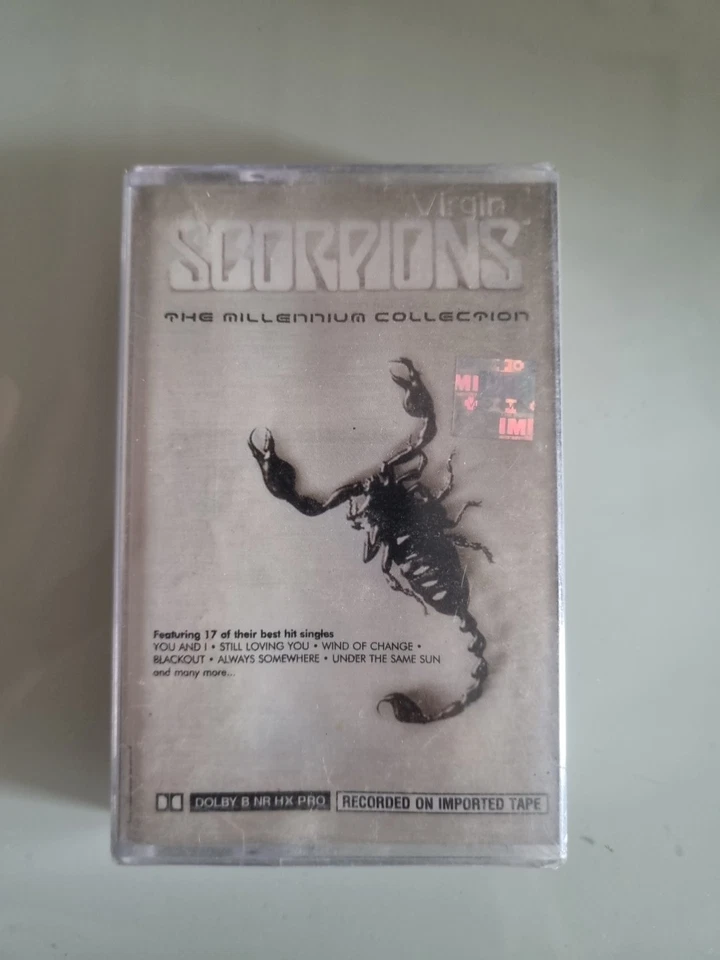 Virgin
SCORPIONS
THE MILLENNIUM COLLECTION
MI
IMI
Featuring 17 of their best hit singles
YOU AND I • STILL LOVING YOU • WIND OF CHANGE •
BLACKOUT • ALWAYS SOMEWHERE • UNDER THE SAME SUN
and many more...
DOLBY B NR HX PRO RECORDED ON IMPORTED TAPE